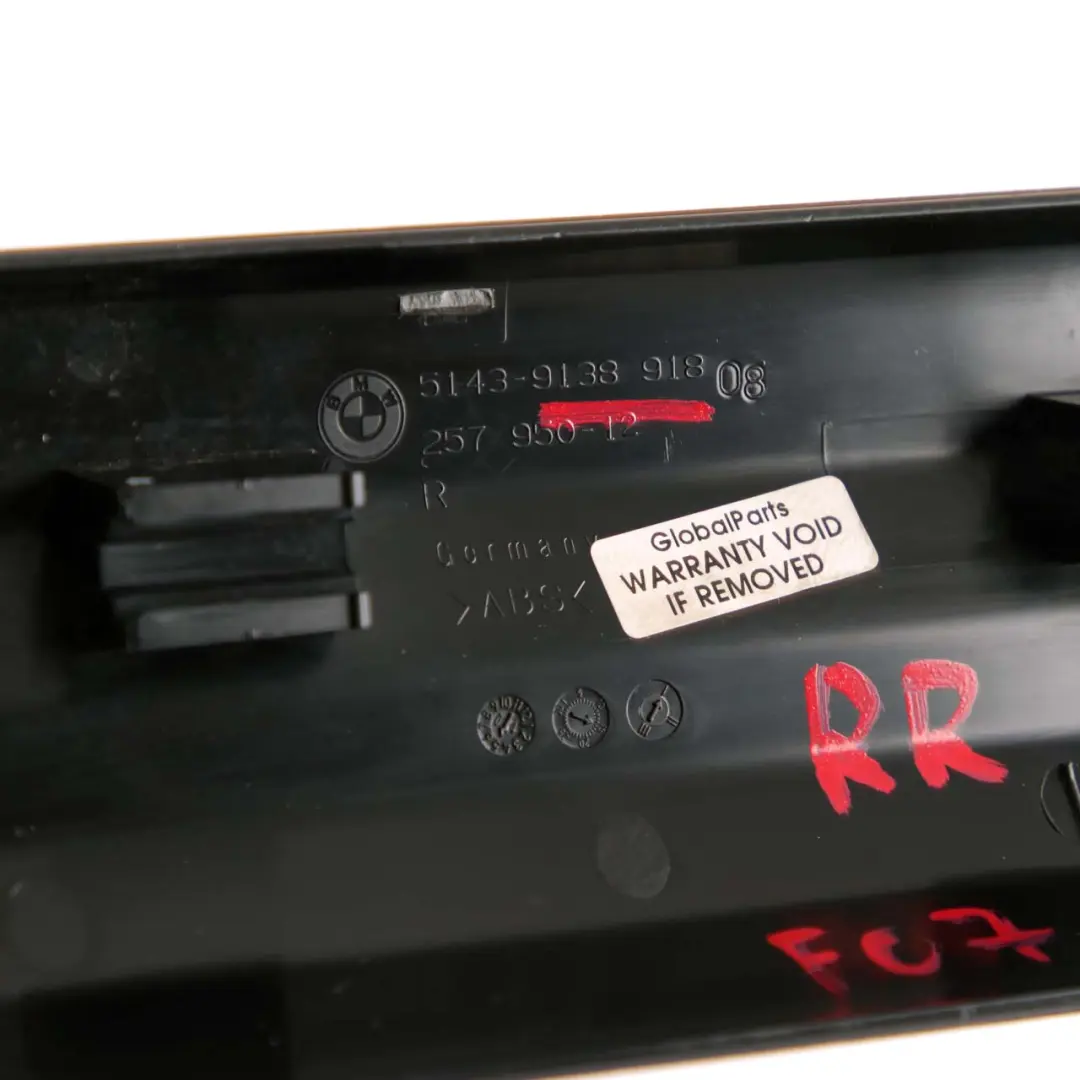 BMW
5143-9138 918 08
257 950-12
R
Germany
>ABS<
GlobalParts
WARRANTY VOID
IF REMOVED
RR
F07